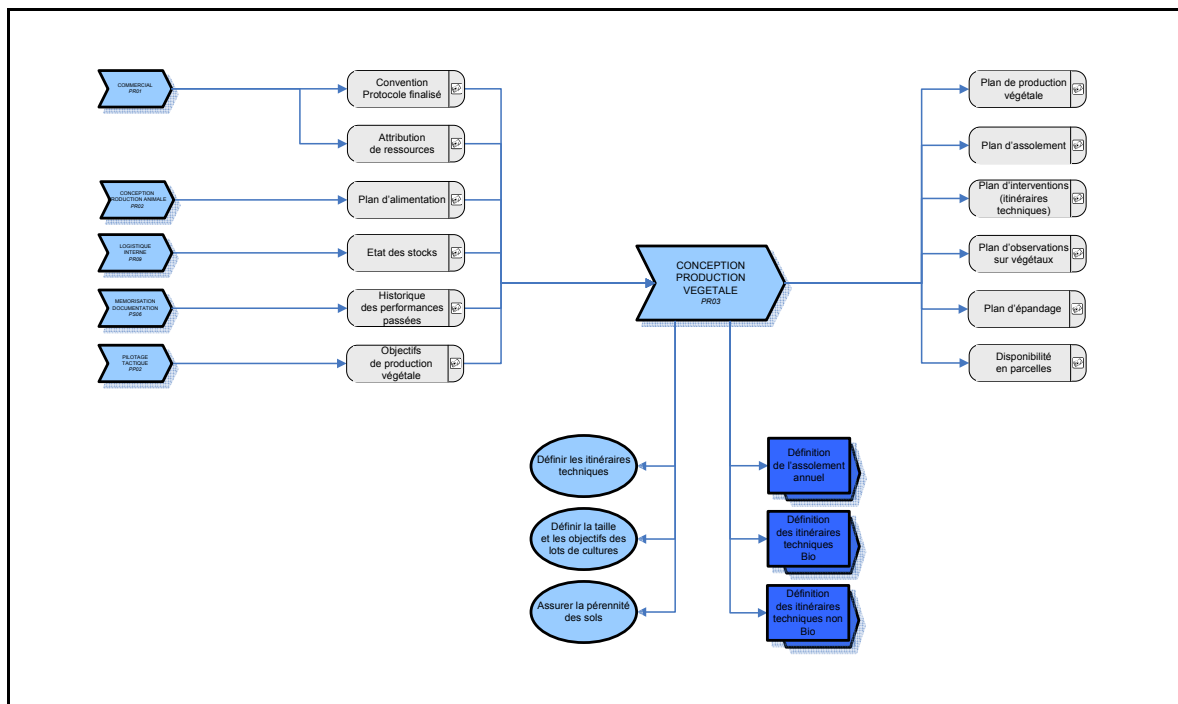 COMMERCIAL
PR01
Convention
Protocole finalisé
Attribution
de ressources
CONCEPTION
PRODUCTION ANIMALE
PR02
Plan d'alimentation
LOGISTIQUE
INTERNE
PR09
Etat des stocks
MEMORISATION
DOCUMENTATION
PS06
Historique
des performances
passées
PILOTAGE
TACTIQUE
PP02
Objectifs
de production
végétale
CONCEPTION
PRODUCTION
VEGETALE
PR03
Plan de production
végétale
Plan d'assolement
Plan d'interventions
(itinéraires
techniques)
Plan d'observations
sur végétaux
Plan d'épandage
Disponibilité
en parcelles
Définir les itinéraires
techniques
Définir la taille
et les objectifs des
lots de cultures
Assurer la pérennité
des sols
Définition
de l'assolement
annuel
Définition
des itinéraires
techniques
Bio
Définition
des itinéraires
techniques non
Bio